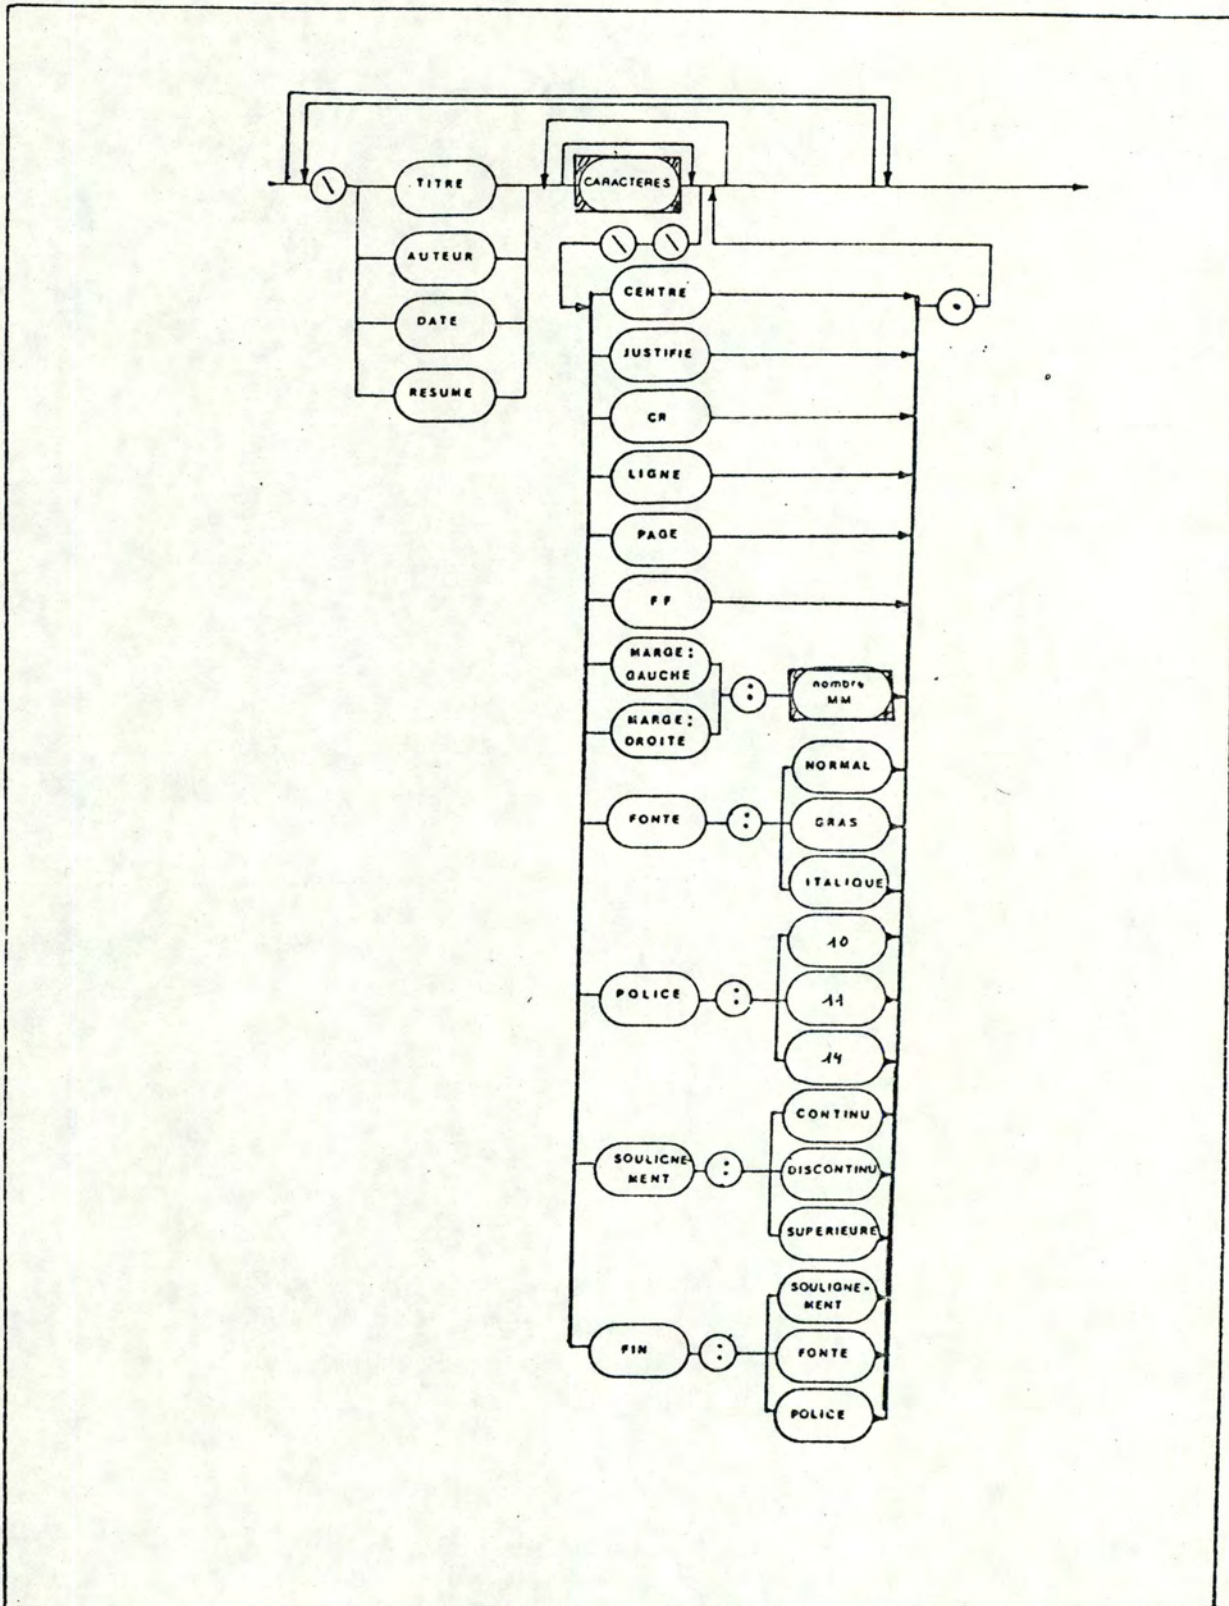 \
TITRE
CARACTERES
AUTEUR
\ \
DATE
CENTRE
•
JUSTIFIE
RESUME
CR
LIGNE
PAGE
FF
MARGE:
GAUCHE
:
nombre
MM
MARGE:
DROITE
NORMAL
FONTE
:
GRAS
ITALIQUE
10
POLICE
:
11
14
CONTINU
SOULIGNE-
MENT
:
DISCONTINU
SUPERIEURE
SOULIGNE-
MENT
FIN
:
FONTE
POLICE